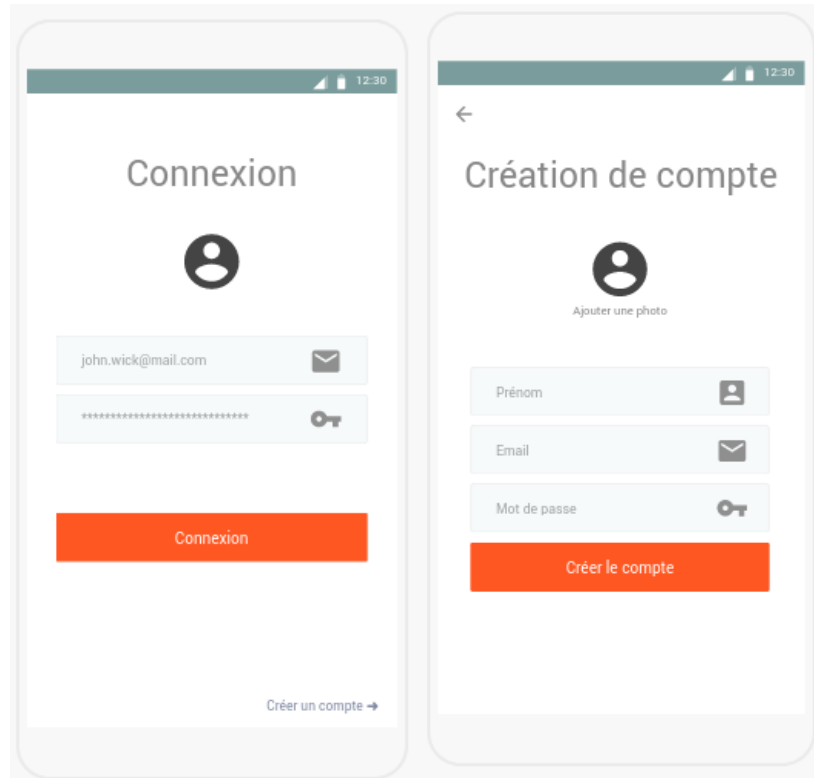 12:30
Connexion
john.wick@mail.com
*****************************
Connexion
Créer un compte →
12:30
←
Création de compte
Ajouter une photo
Prénom
Email
Mot de passe
Créer le compte